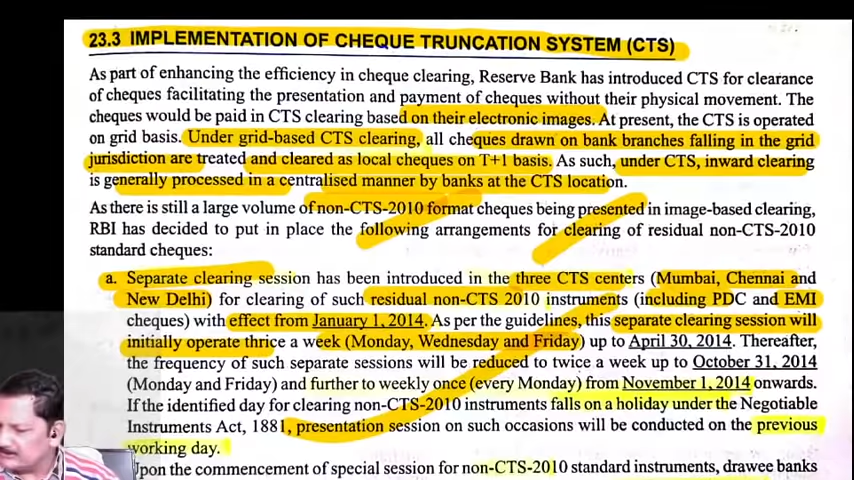 23.3 IMPLEMENTATION OF CHEQUE TRUNCATION SYSTEM (CTS)
As part of enhancing the efficiency in cheque clearing, Reserve Bank has introduced CTS for clearance
of cheques facilitating the presentation and payment of cheques without their physical movement. The
cheques would be paid in CTS clearing based on their electronic images. At present, the CTS is operated
on grid basis. Under grid-based CTS clearing, all cheques drawn on bank branches falling in the grid
jurisdiction are treated and cleared as local cheques on T+1 basis. As such, under CTS, inward clearing
is generally processed in a centralised manner by banks at the CTS location.
As there is still a large volume of non-CTS-2010 format cheques being presented in image-based clearing,
RBI has decided to put in place the following arrangements for clearing of residual non-CTS-2010
standard cheques:
a. Separate clearing session has been introduced in the three CTS centers (Mumbai, Chennai and
New Delhi) for clearing of such residual non-CTS 2010 instruments (including PDC and EMI
cheques) with effect from January 1, 2014. As per the guidelines, this separate clearing session will
initially operate thrice a week (Monday, Wednesday and Friday) up to April 30, 2014. Thereafter,
the frequency of such separate sessions will be reduced to twice a week up to October 31, 2014
(Monday and Friday) and further to weekly once (every Monday) from November 1, 2014 onwards.
If the identified day for clearing non-CTS-2010 instruments falls on a holiday under the Negotiable
Instruments Act, 1881, presentation session on such occasions will be conducted on the previous
working day.
Upon the commencement of special session for non-CTS-2010 standard instruments, drawee banks